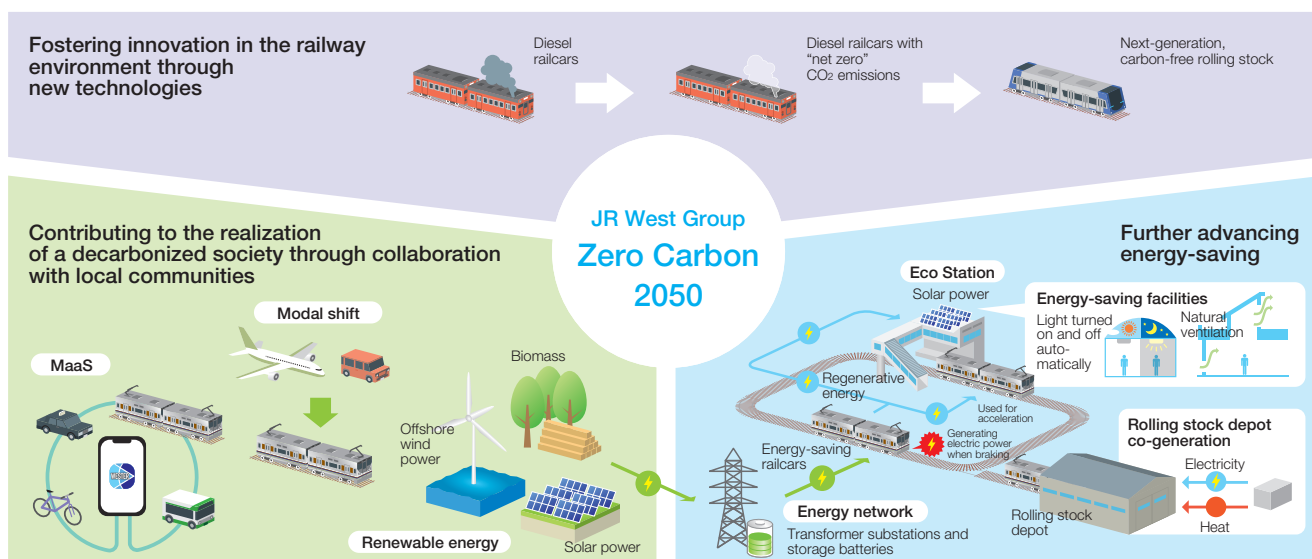 Fostering innovation in the railway
environment through
new technologies
Diesel
railcars
Diesel railcars with
“net zero”
CO2 emissions
Next-generation,
carbon-free rolling stock
JR West Group
Zero Carbon
2050
Contributing to the realization
of a decarbonized society through collaboration
with local communities
Modal shift
MaaS
Biomass
Offshore
wind
power
Renewable energy
Solar power
Further advancing
energy-saving
Eco Station
Solar power
Energy-saving facilities
Light turned
on and off
auto-
matically
Natural
ventilation
Regenerative
energy
Used for
acceleration
Generating
electric power
when braking
Energy-saving
railcars
Energy network
Transformer substations and
storage batteries
Rolling stock depot
co-generation
Electricity
Heat
Rolling stock
depot